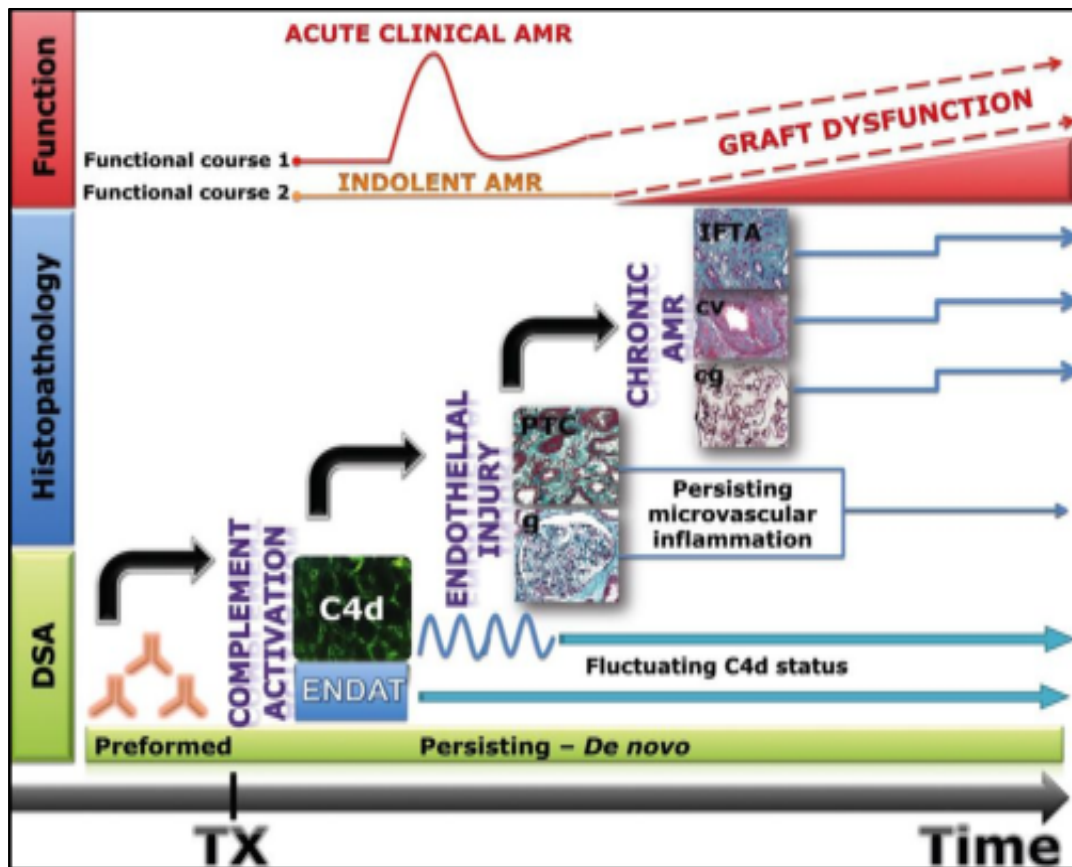 Function
ACUTE CLINICAL AMR
Functional course 1
GRAFT DYSFUNCTION
Functional course 2
INDOLENT AMR
Histopathology
IFTA
cv
cg
CHRONIC
AMR
PTC
g
ENDOTHELIAL
INJURY
Persisting
microvascular
inflammation
DSA
COMPLEMENT
ACTIVATION
C4d
ENDAT
Fluctuating C4d status
Preformed
Persisting – De novo
TX
Time